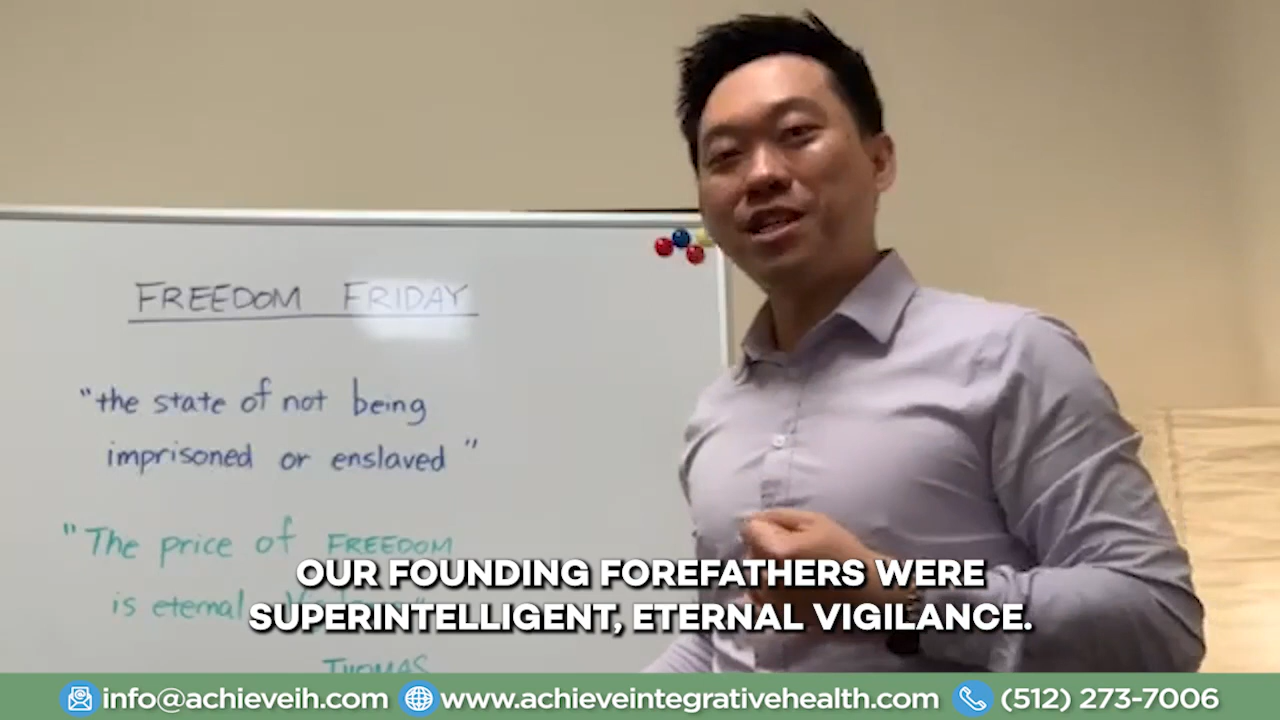 FREEDOM FRIDAY
"the state of not being
imprisoned or enslaved"
"The price of FREEDOM
is eternal
THOMAS
OUR FOUNDING FOREFATHERS WERE
SUPERINTELLIGENT, ETERNAL VIGILANCE.
info@achieveih.com www.achieveintegrativehealth.com (512) 273-7006